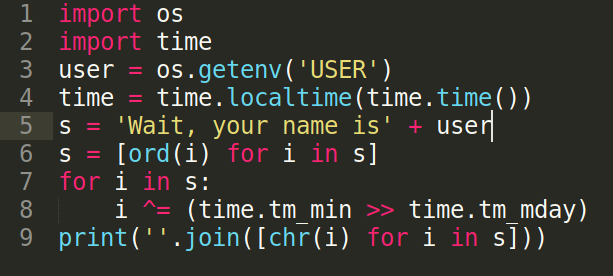 1 import os
2 import time
3 user = os.getenv('USER')
4 time = time.localtime(time.time())
5 s = 'Wait, your name is' + user
6 s = [ord(i) for i in s]
7 for i in s:
8     i ^= (time.tm_min >> time.tm_mday)
9 print(''.join([chr(i) for i in s]))